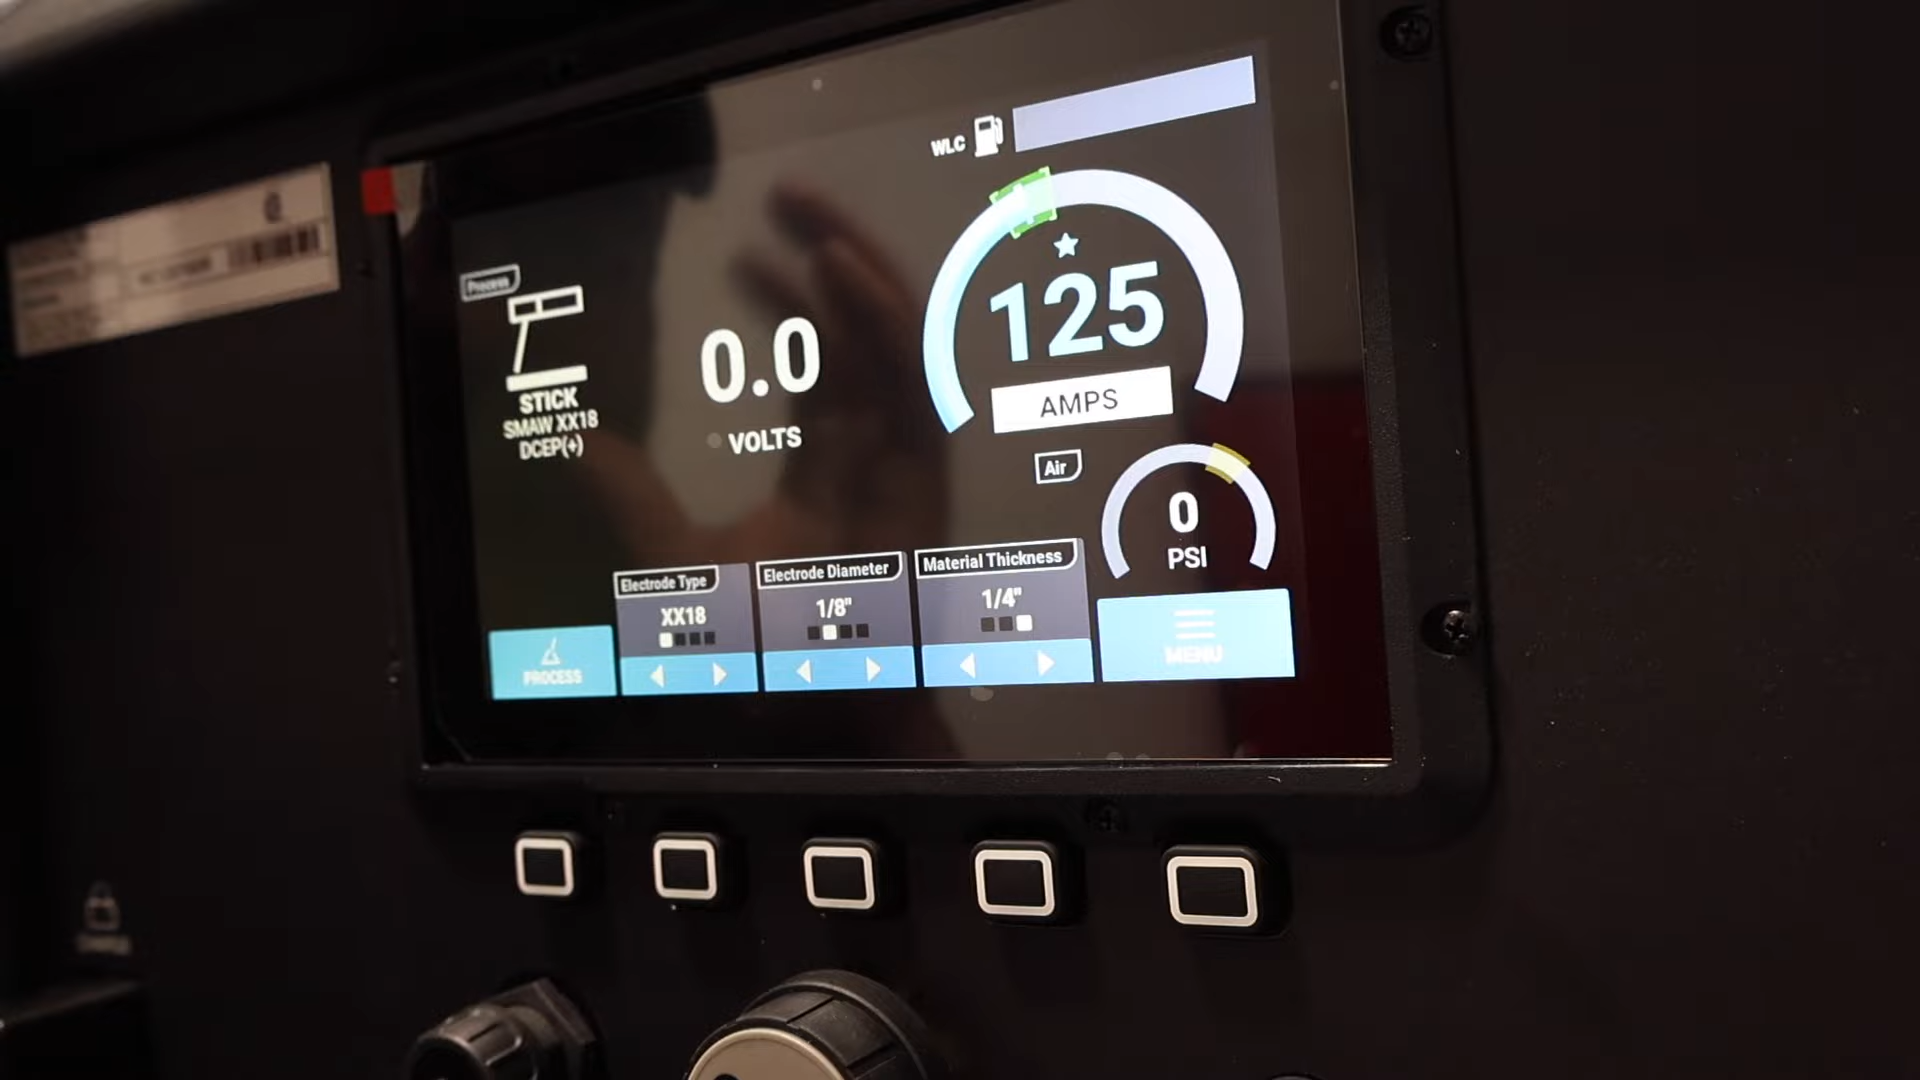 WLC
Process
STICK
SMAW XX18
DCEP(+)
0.0
VOLTS
125
AMPS
Air
0
PSI
Electrode Type
XX18
Electrode Diameter
1/8"
Material Thickness
1/4"
PROCESS
MENU